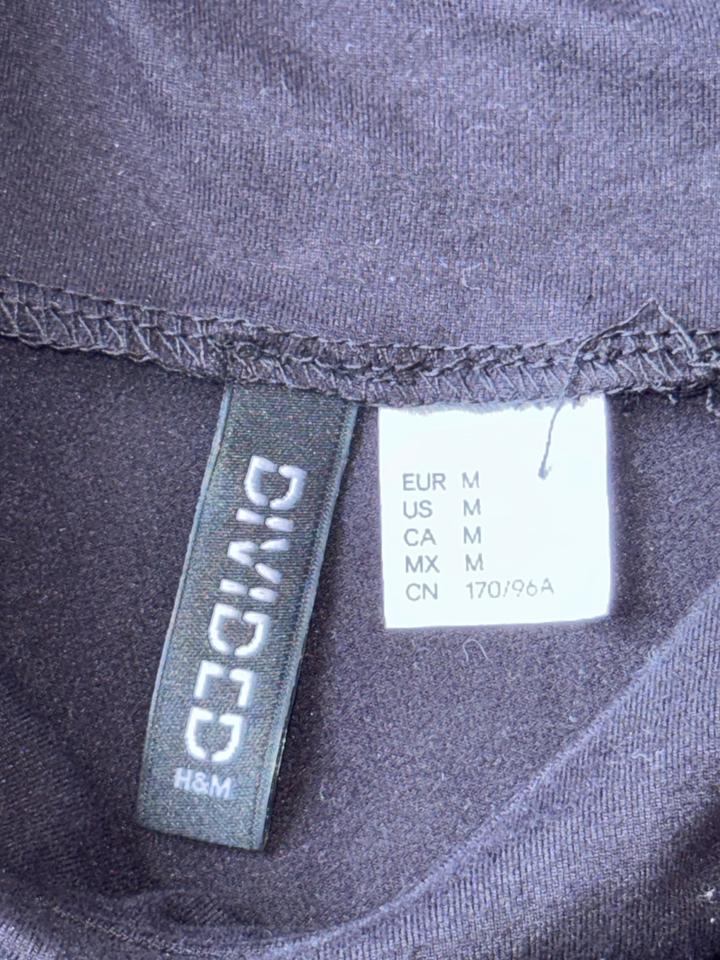 DIVIDED
H&M
EUR M
US M
CA M
MX M
CN 170/96A